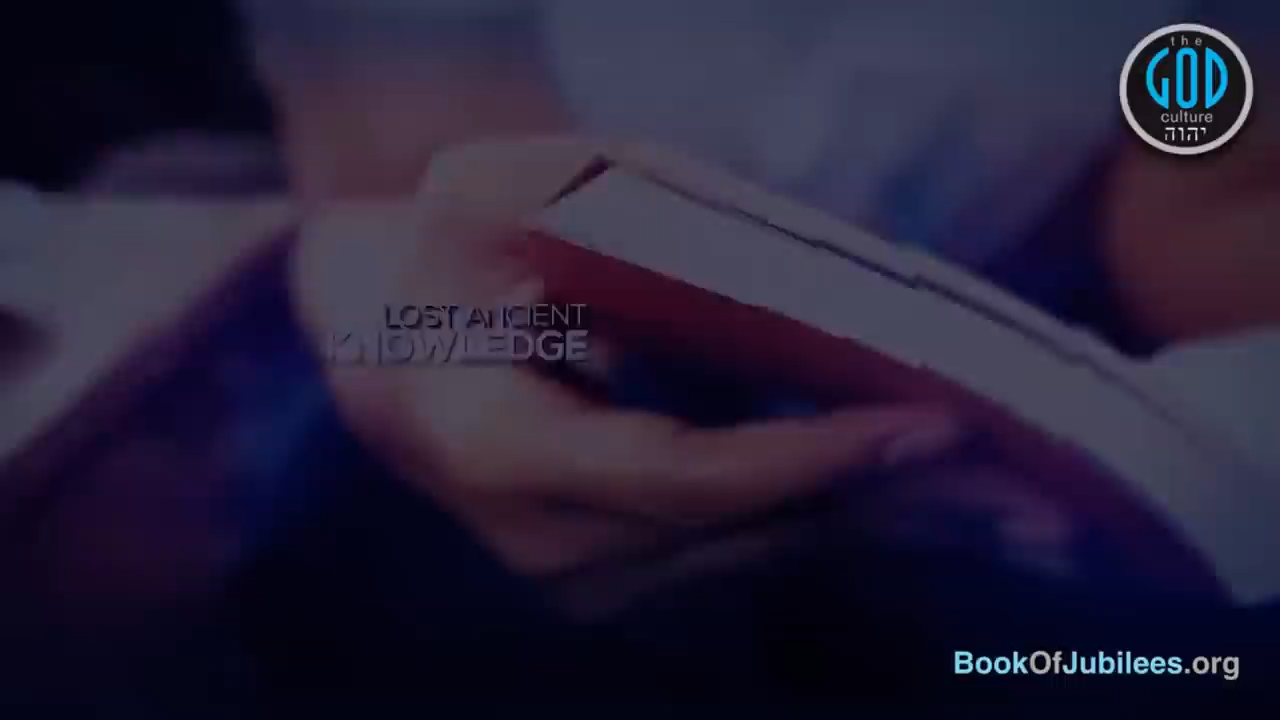 the
GOD
culture
יהוה
LOST ANCIENT
KNOWLEDGE
BookOfJubilees.org